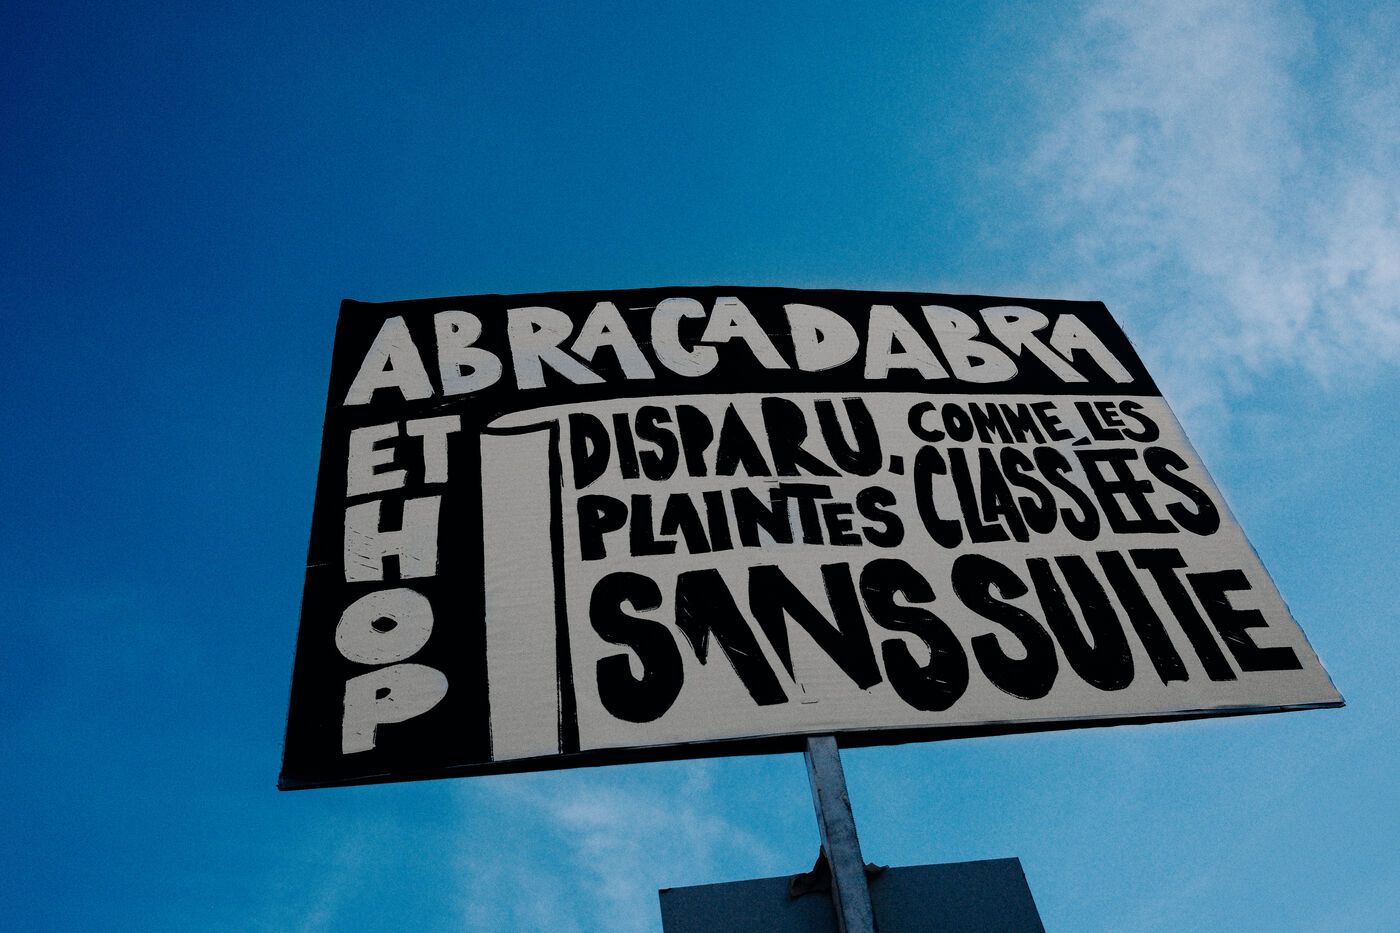 ABRACADABRA
ET
HOP
DISPARU. COMME LES
PLAINTES CLASSÉES
SANS SUITE